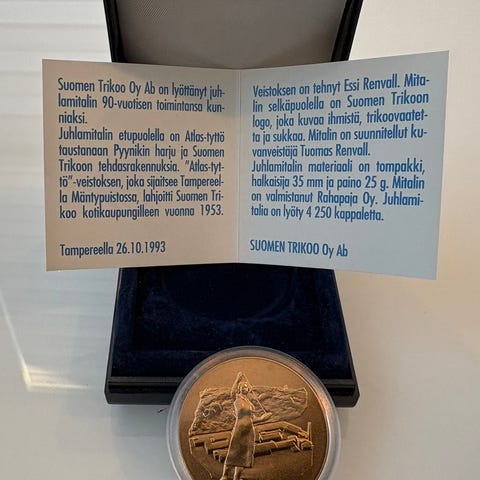 Suomen Trikoo Oy Ab on lyöttänyt juh-
lamitalin 90-vuotisen toimintansa kun-
niaksi.
Juhlamitalin etupuolella on Atlas-tyttö
taustanaan Pyynikin harju ja Suomen
Trikoon tehdasrakennuksia. "Atlas-tyt-
tö"-veistoksen, joka sijaitsee Tampereel-
la Mäntypuistossa, lahjoitti Suomen Tri-
koo kotikaupungilleen vuonna 1953.
Tampereella 26.10.1993
Veistoksen on tehnyt Essi Renvall. Mita-
lin selkäpuolella on Suomen Trikoon
logo, joka kuvaa ihmistä, trikoovaatet-
ta ja sukkaa. Mitalin on suunnitellut ku-
vanveistäjä Tuomas Renvall.
Juhlamitalin materiaali on tompakki,
halkaisija 35 mm ja paino 25 g. Mitalin
on valmistanut Rahapaja Oy. Juhlami-
talia on lyöty 4 250 kappaletta.
SUOMEN TRIKOO Oy Ab